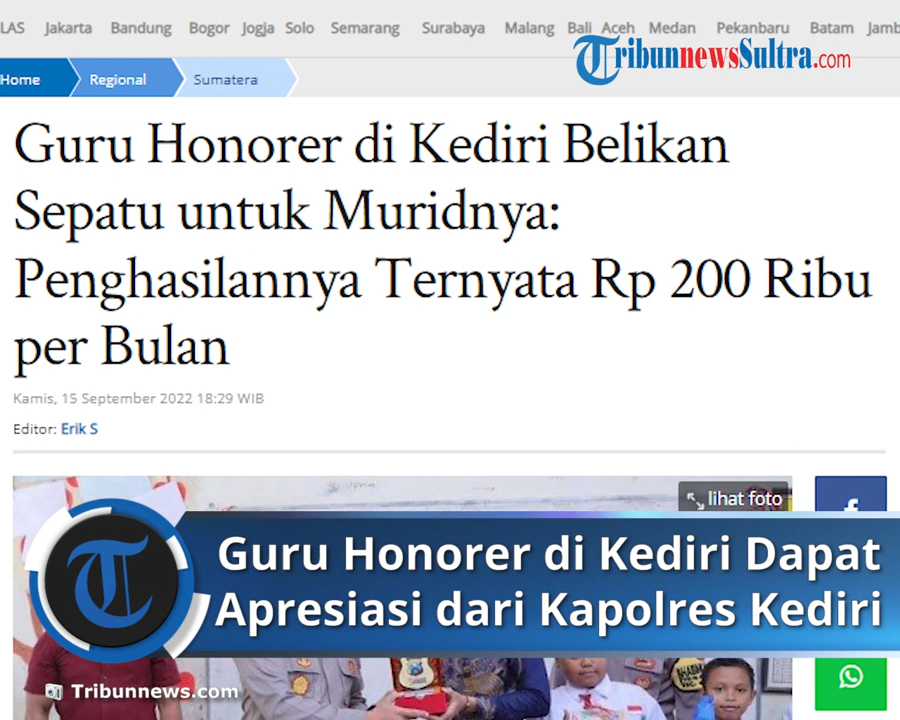 LAS Jakarta Bandung Bogor Jogja Solo Semarang Surabaya Malang Bali Aceh Medan Pekanbaru Batam Jamb
TribunnewsSultra.com
Home Regional Sumatera
Guru Honorer di Kediri Belikan
Sepatu untuk Muridnya:
Penghasilannya Ternyata Rp 200 Ribu
per Bulan
Kamis, 15 September 2022 18:29 WIB
Editor: Erik S
lihat foto
Guru Honorer di Kediri Dapat
Apresiasi dari Kapolres Kediri
Tribunnews.com